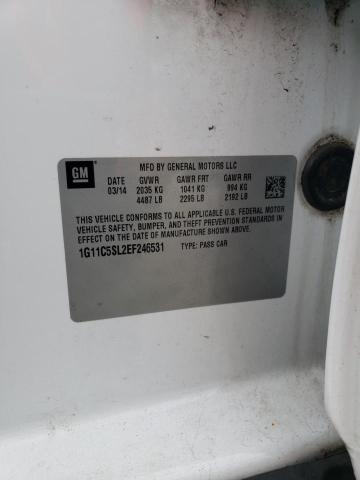 GM
MFD BY GENERAL MOTORS LLC
DATE GVWR GAWR FRT GAWR RR
03/14 2035 KG 1041 KG 994 KG
4487 LB 2295 LB 2192 LB
THIS VEHICLE CONFORMS TO ALL APPLICABLE U.S. FEDERAL MOTOR
VEHICLE SAFETY, BUMPER, AND THEFT PREVENTION STANDARDS IN
EFFECT ON THE DATE OF MANUFACTURE SHOWN ABOVE.
1G11C5SL2EF246531 TYPE: PASS CAR